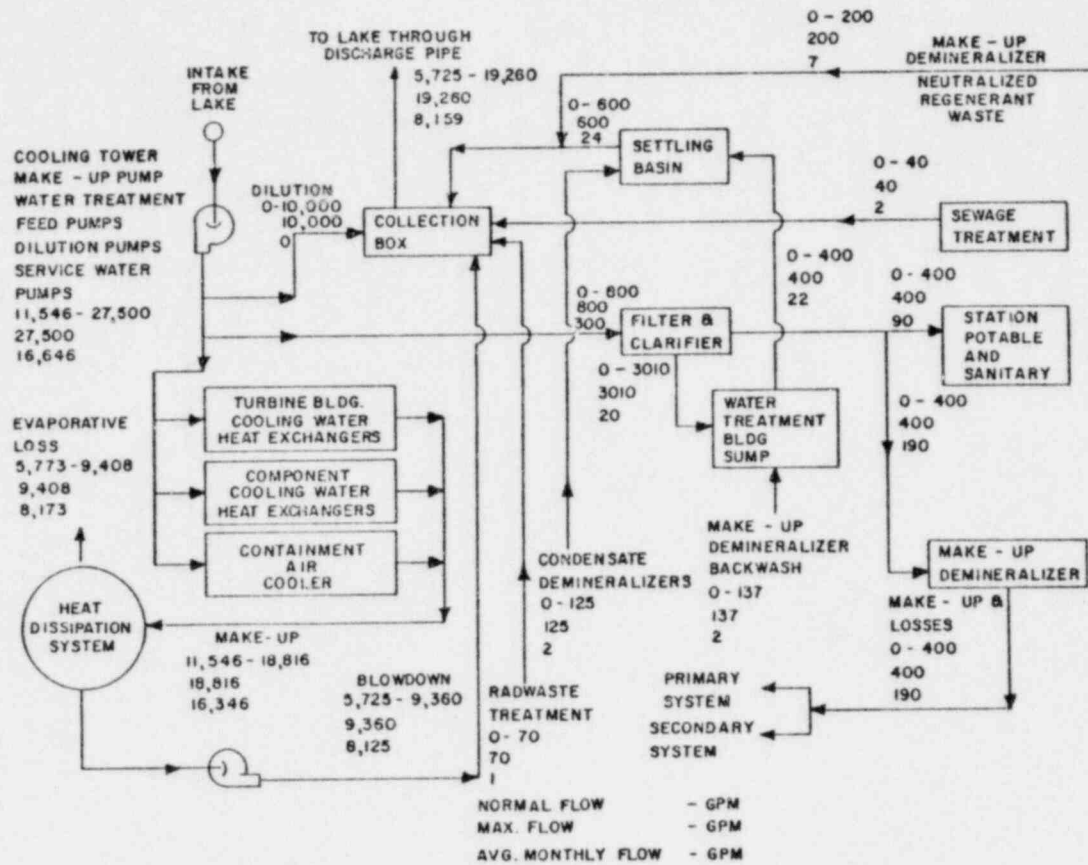 TO LAKE THROUGH
DISCHARGE PIPE
5,725 - 19,260
19,260
8,159
0 - 200
200
7
MAKE - UP
DEMINERALIZER
NEUTRALIZED
REGENERANT
WASTE
INTAKE
FROM
LAKE
COOLING TOWER
MAKE - UP PUMP
WATER TREATMENT
FEED PUMPS
DILUTION PUMPS
SERVICE WATER
PUMPS
11,546 - 27,500
27,500
16,646
DILUTION
0-10,000
10,000
0
COLLECTION
BOX
0 - 600
600
24
SETTLING
BASIN
0 - 40
40
2
SEWAGE
TREATMENT
0 - 400
400
22
0 - 800
800
300
FILTER &
CLARIFIER
0 - 400
400
90
STATION
POTABLE
AND
SANITARY
0 - 3010
3010
20
WATER
TREATMENT
BLDG
SUMP
0 - 400
400
190
EVAPORATIVE
LOSS
5,773 - 9,408
9,408
8,173
TURBINE BLDG.
COOLING WATER
HEAT EXCHANGERS
COMPONENT
COOLING WATER
HEAT EXCHANGERS
CONTAINMENT
AIR
COOLER
HEAT
DISSIPATION
SYSTEM
MAKE - UP
11,546 - 18,816
18,816
16,346
BLOWDOWN
5,725 - 9,360
9,360
8,125
CONDENSATE
DEMINERALIZERS
0 - 125
125
2
RADWASTE
TREATMENT
0 - 70
70
1
MAKE - UP
DEMINERALIZER
BACKWASH
0 - 137
137
2
MAKE - UP
DEMINERALIZER
MAKE - UP &
LOSSES
0 - 400
400
190
PRIMARY
SYSTEM
SECONDARY
SYSTEM
NORMAL FLOW - GPM
MAX. FLOW - GPM
AVG. MONTHLY FLOW - GPM